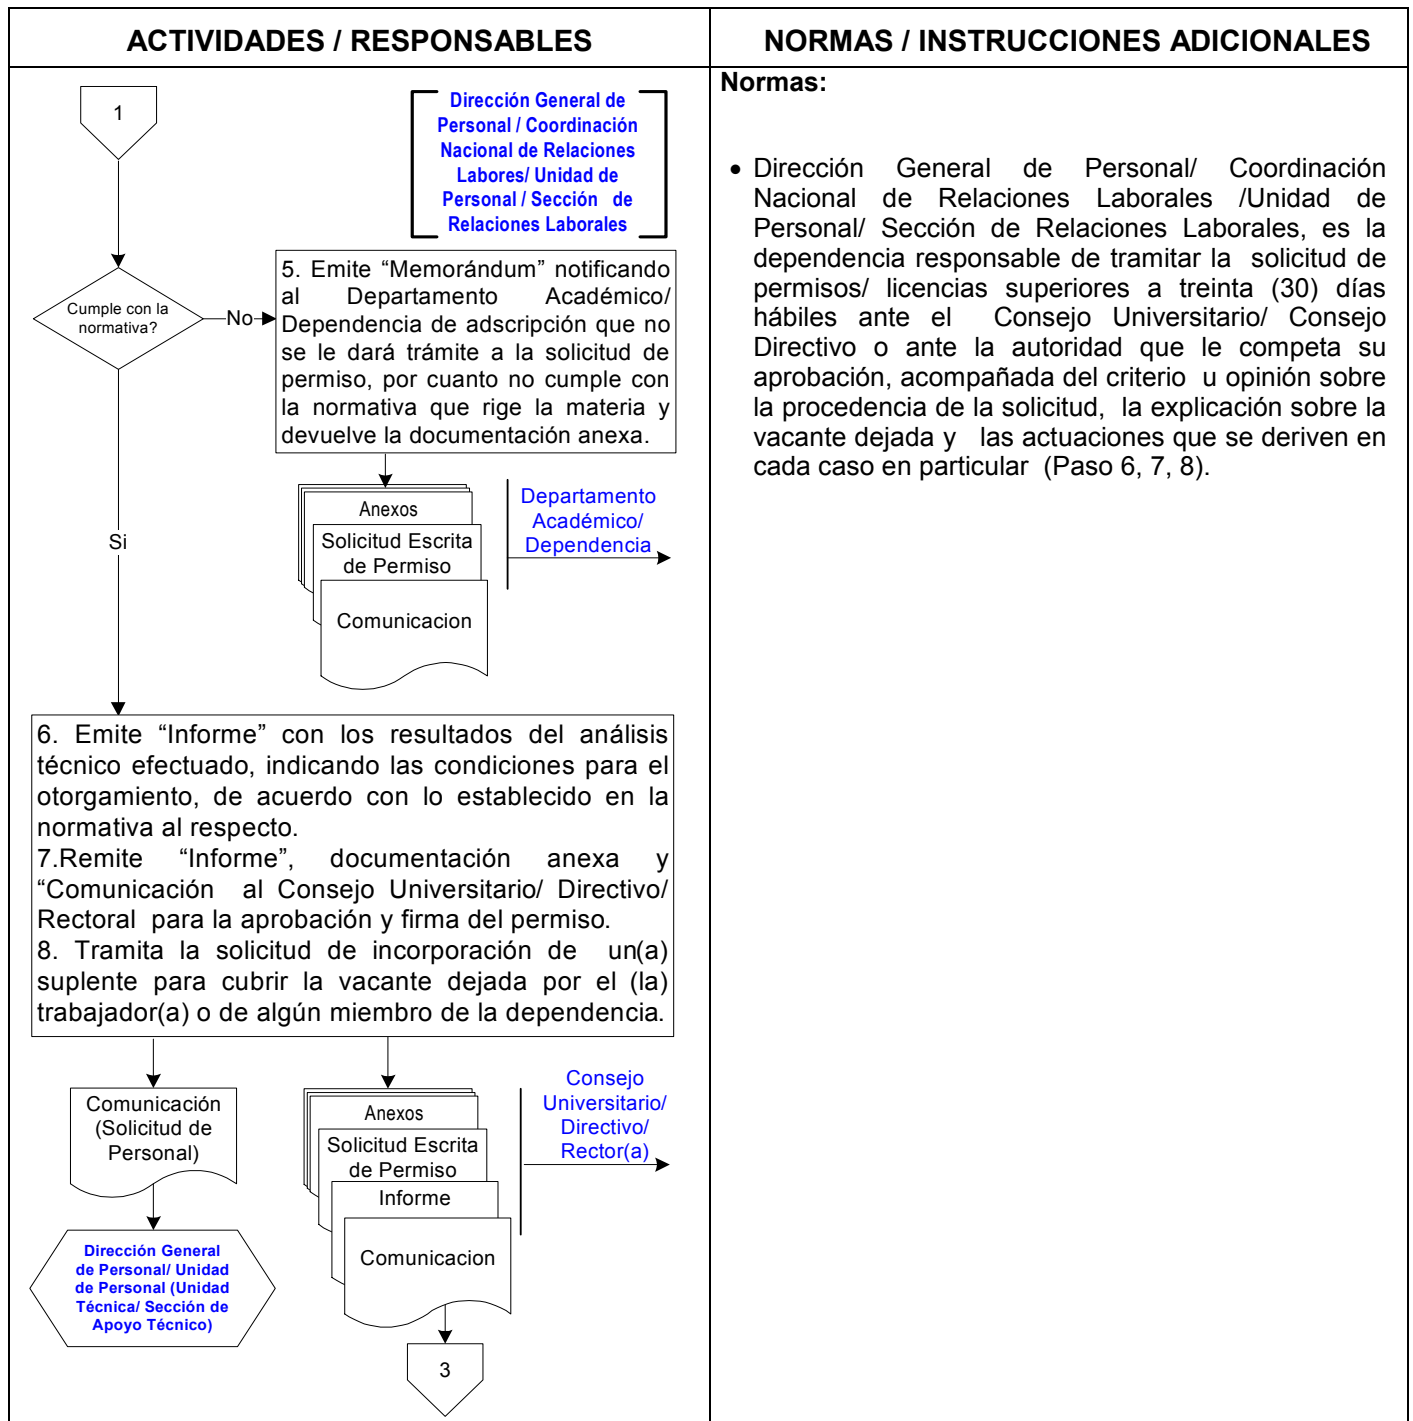 ACTIVIDADES / RESPONSABLES
NORMAS / INSTRUCCIONES ADICIONALES
1
Dirección General de
Personal / Coordinación
Nacional de Relaciones
Labores/ Unidad de
Personal / Sección de
Relaciones Laborales
Cumple con la
normativa?
No
5. Emite “Memorándum” notificando
al Departamento Académico/
Dependencia de adscripción que no
se le dará trámite a la solicitud de
permiso, por cuanto no cumple con
la normativa que rige la materia y
devuelve la documentación anexa.
Anexos
Solicitud Escrita
de Permiso
Comunicacion
Departamento
Académico/
Dependencia
Si
6. Emite “Informe” con los resultados del análisis
técnico efectuado, indicando las condiciones para el
otorgamiento, de acuerdo con lo establecido en la
normativa al respecto.
7.Remite “Informe”, documentación anexa y
“Comunicación al Consejo Universitario/ Directivo/
Rectoral para la aprobación y firma del permiso.
8. Tramita la solicitud de incorporación de un(a)
suplente para cubrir la vacante dejada por el (la)
trabajador(a) o de algún miembro de la dependencia.
Comunicación
(Solicitud de
Personal)
Dirección General
de Personal/ Unidad
de Personal (Unidad
Técnica/ Sección de
Apoyo Técnico)
Anexos
Solicitud Escrita
de Permiso
Informe
Comunicacion
Consejo
Universitario/
Directivo/
Rector(a)
3
Normas:
• Dirección General de Personal/ Coordinación
Nacional de Relaciones Laborales /Unidad de
Personal/ Sección de Relaciones Laborales, es la
dependencia responsable de tramitar la solicitud de
permisos/ licencias superiores a treinta (30) días
hábiles ante el Consejo Universitario/ Consejo
Directivo o ante la autoridad que le competa su
aprobación, acompañada del criterio u opinión sobre
la procedencia de la solicitud, la explicación sobre la
vacante dejada y las actuaciones que se deriven en
cada caso en particular (Paso 6, 7, 8).